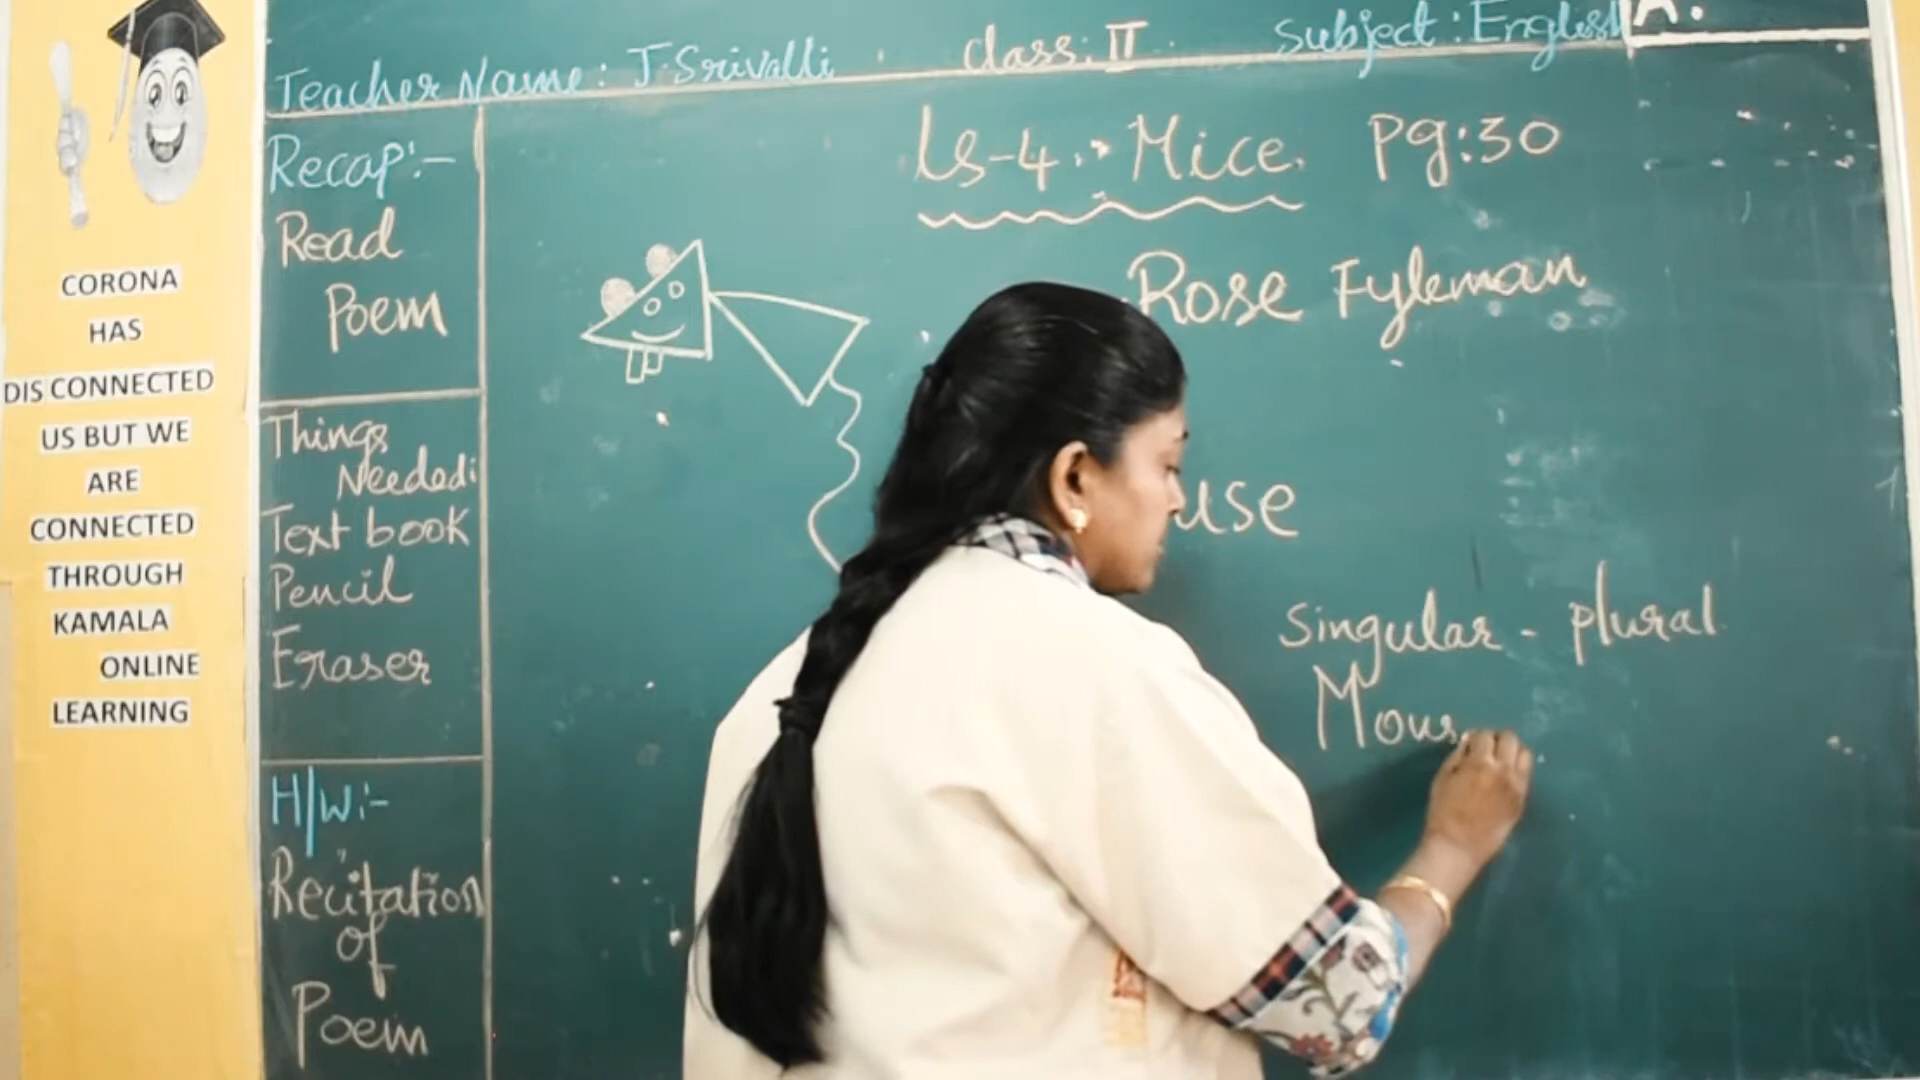 CORONA
HAS
DIS CONNECTED
US BUT WE
ARE
CONNECTED
THROUGH
KAMALA
ONLINE
LEARNING
Teacher Name: J.Srivalli class: II Subject: English
Recap:-
Read
Poem
Things
Needed:
Text book
Pencil
Eraser
H/W:-
Recitation
of
Poem
Ls-4. Mice. Pg:30
Rose Fyleman
use
Singular - plural
Mous